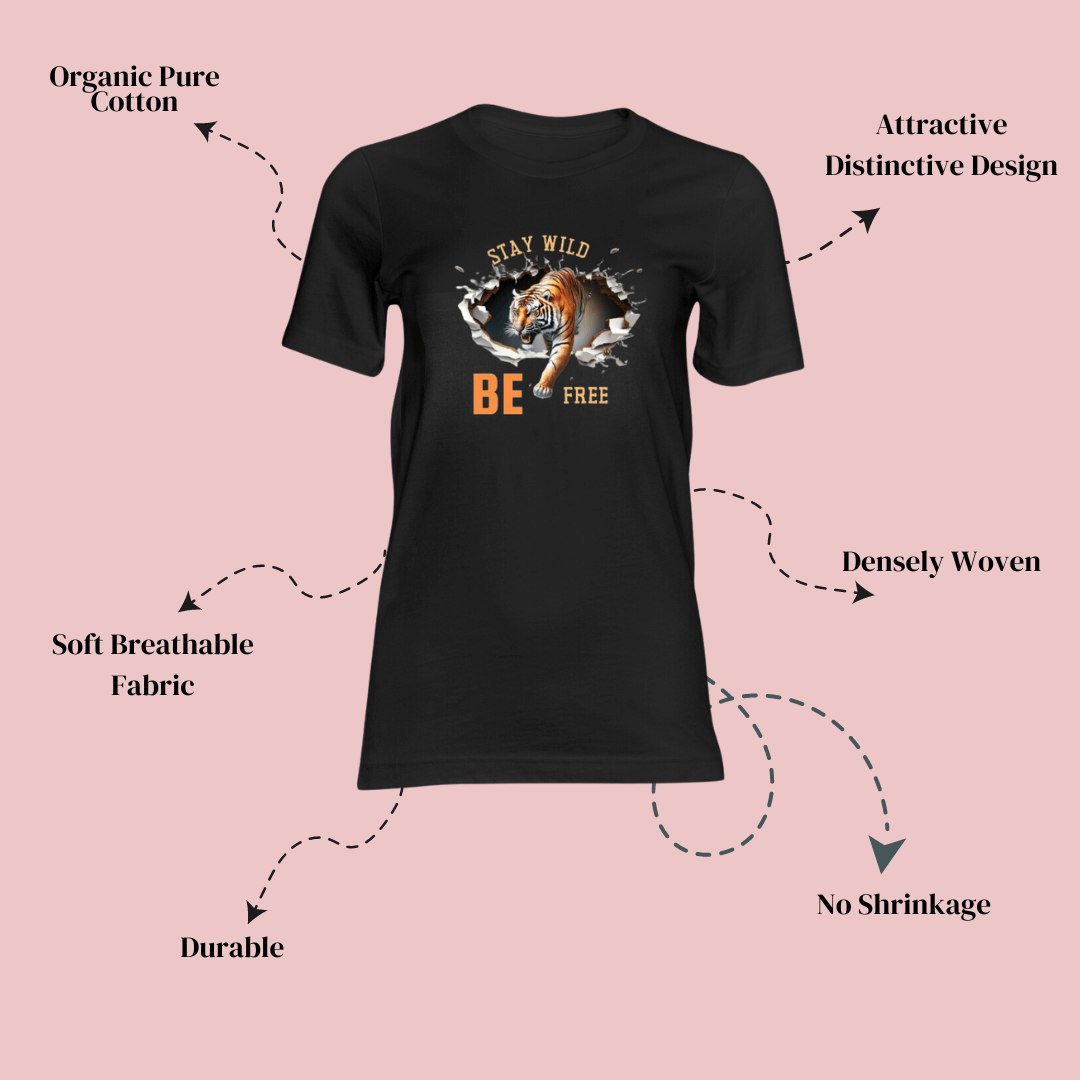 Organic Pure
Cotton
Attractive
Distinctive Design
STAY WILD
BE FREE
Densely Woven
Soft Breathable
Fabric
No Shrinkage
Durable